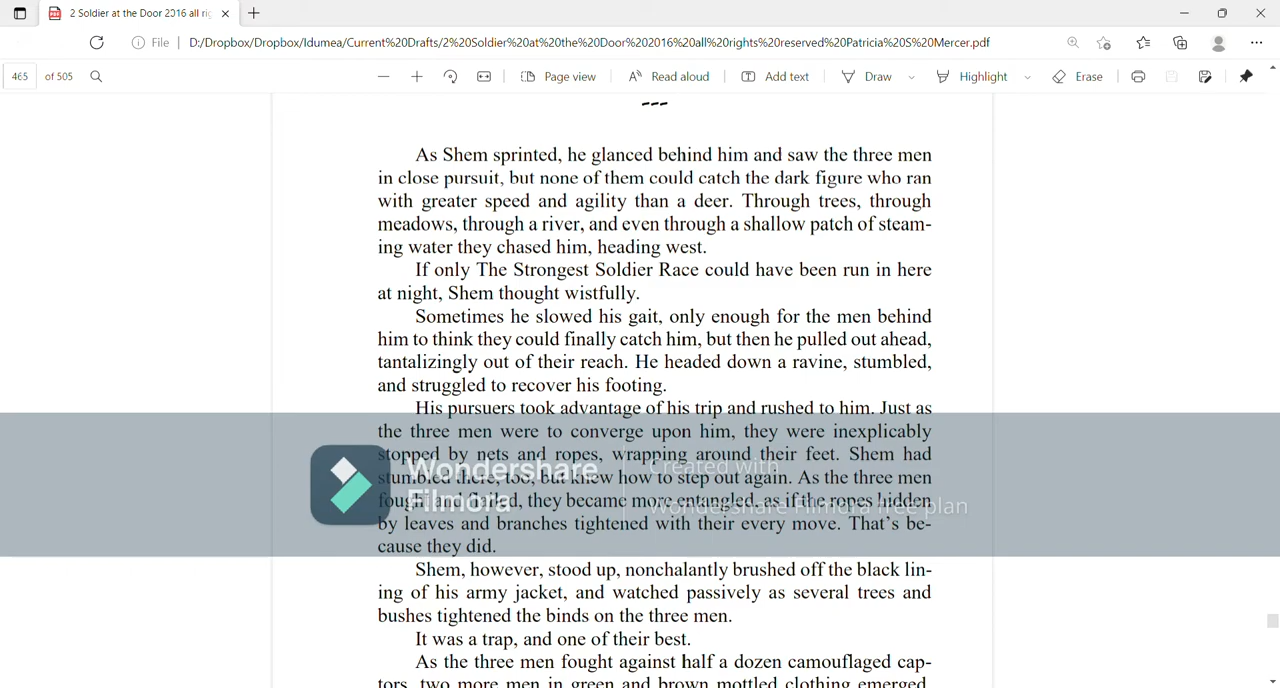 2 Soldier at the Door 2016 all ri
File
D:/Dropbox/Dropbox/Idumea/Current%20Drafts/2%20Soldier%20at%20the%20Door%202016%20all%20rights%20reserved%20Patricia%20S%20Mercer.pdf
465 of 505
Page view
Read aloud
Add text
Draw
Highlight
Erase
---
As Shem sprinted, he glanced behind him and saw the three men
in close pursuit, but none of them could catch the dark figure who ran
with greater speed and agility than a deer. Through trees, through
meadows, through a river, and even through a shallow patch of steam-
ing water they chased him, heading west.
If only The Strongest Soldier Race could have been run in here
at night, Shem thought wistfully.
Sometimes he slowed his gait, only enough for the men behind
him to think they could finally catch him, but then he pulled out ahead,
tantalizingly out of their reach. He headed down a ravine, stumbled,
and struggled to recover his footing.
His pursuers took advantage of his trip and rushed to him. Just as
the three men were to converge upon him, they were inexplicably
stopped by nets and ropes, wrapping around their feet. Shem had
stumbled there, too, but knew how to step out again. As the three men
fought and flailed, they became more entangled, as if the ropes hidden
by leaves and branches tightened with their every move. That's be-
cause they did.
Wondershare
Filmora
Created with
Wondershare Filmora free plan
Shem, however, stood up, nonchalantly brushed off the black lin-
ing of his army jacket, and watched passively as several trees and
bushes tightened the binds on the three men.
It was a trap, and one of their best.
As the three men fought against half a dozen camouflaged cap-
tors, two more men in green and brown mottled clothing emerged,